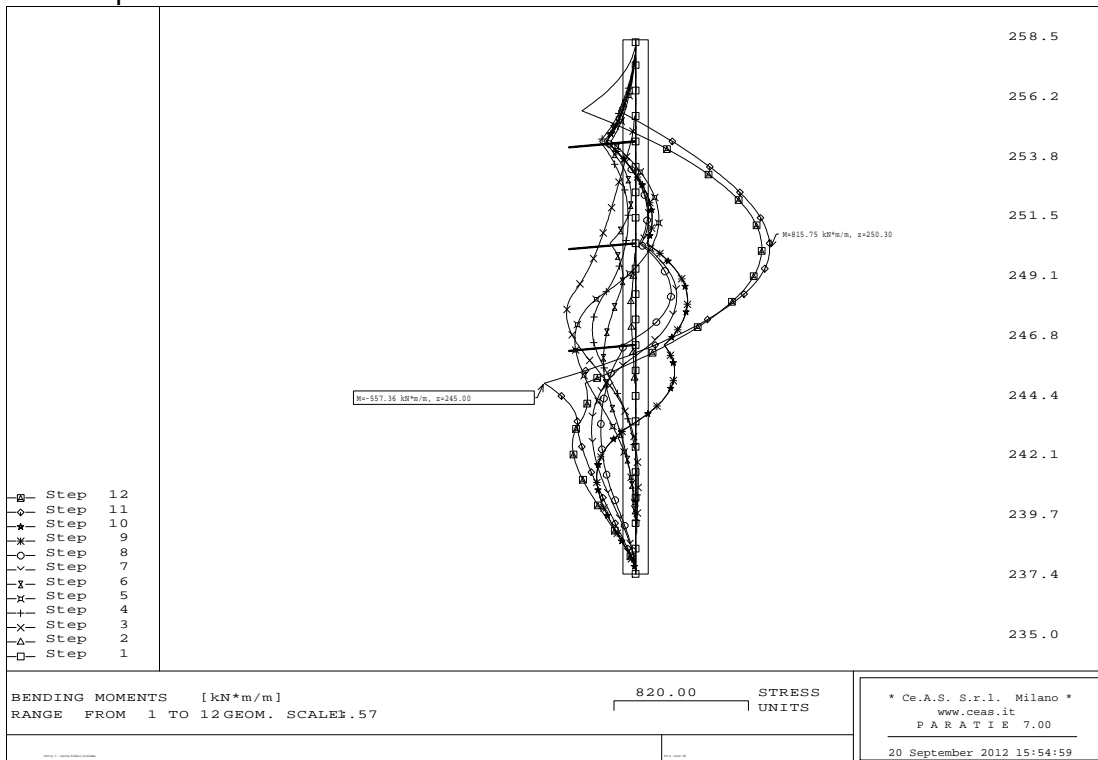 258.5
256.2
253.8
251.5
M=815.75 kN*m/m, z=250.30
249.1
246.8
M=-557.36 kN*m/m, z=245.00
244.4
242.1
239.7
237.4
235.0
Step 12
Step 11
Step 10
Step 9
Step 8
Step 7
Step 6
Step 5
Step 4
Step 3
Step 2
Step 1
BENDING MOMENTS [kN*m/m]
RANGE FROM 1 TO 12 GEOM. SCALE .57
820.00 STRESS
UNITS
* Ce.A.S. S.r.l. Milano *
www.ceas.it
P A R A T I E 7.00
20 September 2012 15:54:59